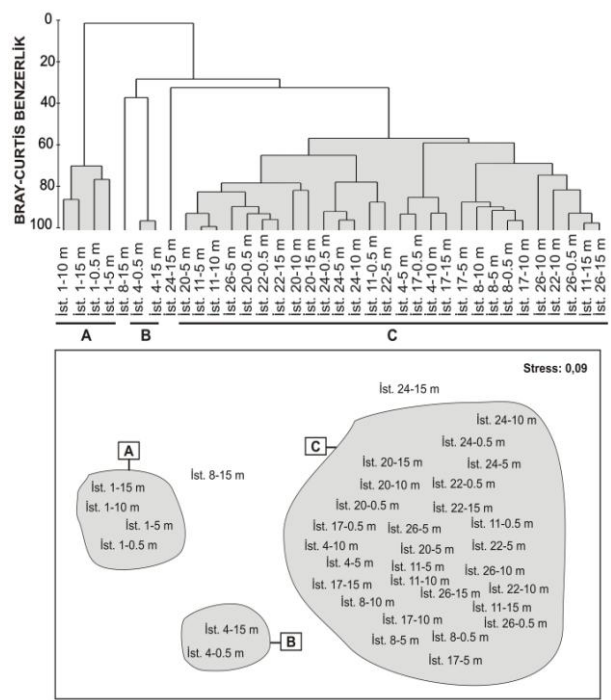 BRAY-CURTİS BENZERLİK
0
20
40
60
80
100
İst. 1-10 m
İst. 1-15 m
İst. 1-0.5 m
İst. 1-5 m
İst. 8-15 m
İst. 4-0.5 m
İst. 4-15 m
İst. 24-15 m
İst. 20-5 m
İst. 11-5 m
İst. 11-10 m
İst. 26-5 m
İst. 20-0.5 m
İst. 22-0.5 m
İst. 22-15 m
İst. 20-10 m
İst. 20-15 m
İst. 24-0.5 m
İst. 24-5 m
İst. 24-10 m
İst. 11-0.5 m
İst. 22-5 m
İst. 4-5 m
İst. 17-0.5 m
İst. 4-10 m
İst. 17-15 m
İst. 17-5 m
İst. 8-10 m
İst. 8-5 m
İst. 8-0.5 m
İst. 17-10 m
İst. 26-10 m
İst. 22-10 m
İst. 26-0.5 m
İst. 11-15 m
İst. 26-15 m
A
B
C
Stress: 0,09
İst. 24-15 m
İst. 24-10 m
İst. 24-0.5 m
A
C
İst. 20-15 m
İst. 24-5 m
İst. 8-15 m
İst. 1-15 m
İst. 20-10 m
İst. 22-0.5 m
İst. 1-10 m
İst. 20-0.5 m
İst. 22-15 m
İst. 1-5 m
İst. 17-0.5 m
İst. 26-5 m
İst. 11-0.5 m
İst. 1-0.5 m
İst. 4-10 m
İst. 20-5 m
İst. 22-5 m
İst. 4-5 m
İst. 11-5 m
İst. 26-10 m
İst. 17-15 m
İst. 11-10 m
İst. 26-15 m
İst. 22-10 m
İst. 8-10 m
İst. 11-15 m
İst. 17-10 m
İst. 26-0.5 m
İst. 4-15 m
İst. 8-5 m
İst. 8-0.5 m
B
İst. 4-0.5 m
İst. 17-5 m